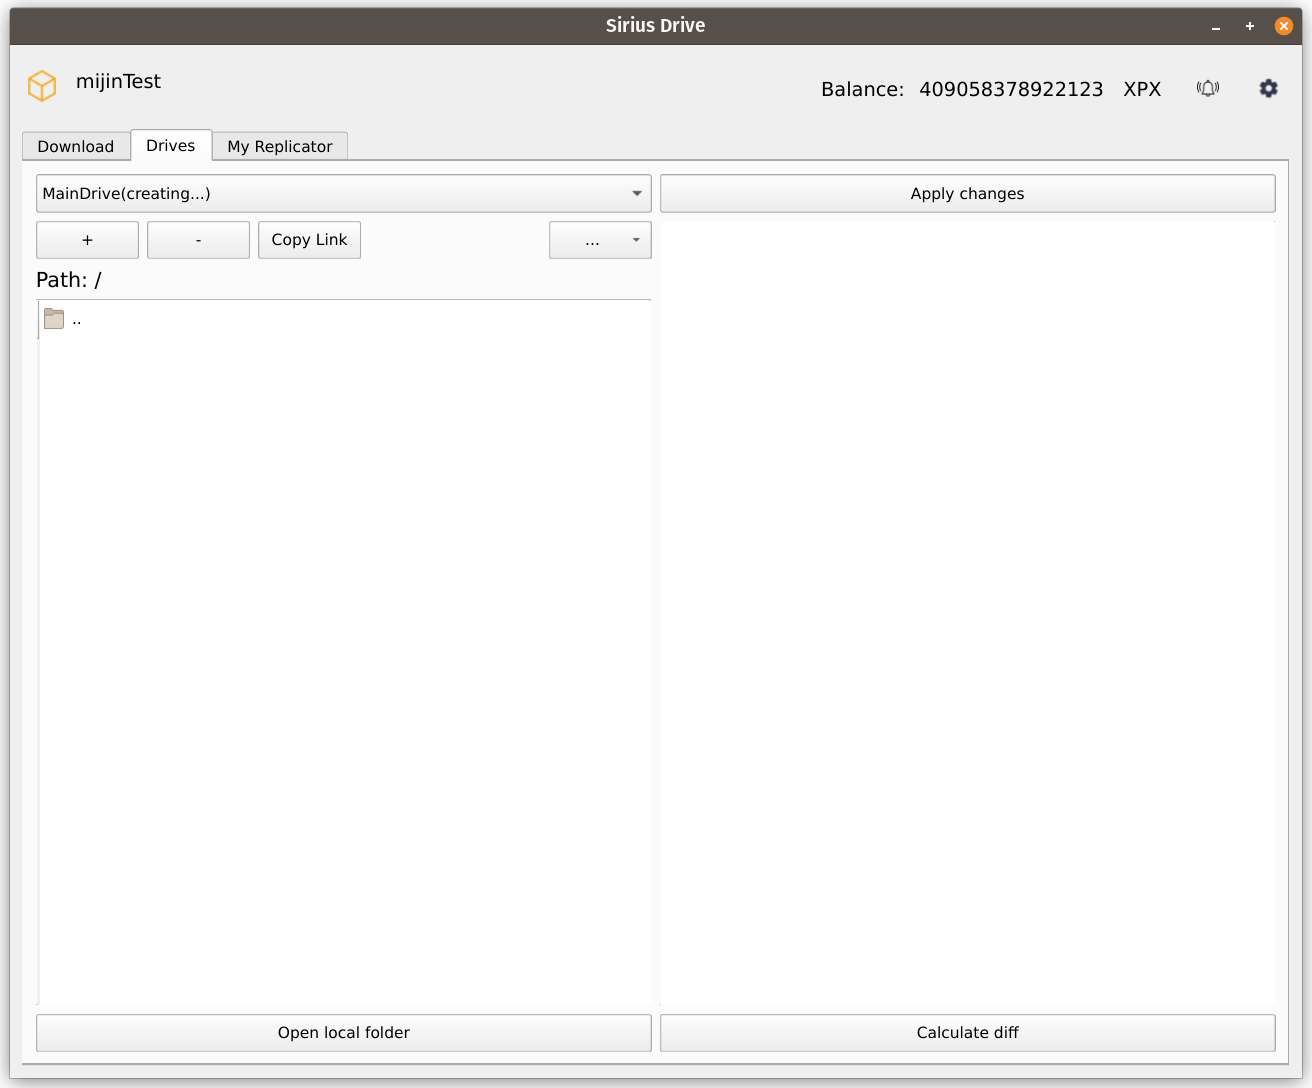 Sirius Drive
mijinTest
Balance: 409058378922123 XPX
Download Drives My Replicator
MainDrive(creating...) Apply changes
+ - Copy Link ...
Path: /
..
Open local folder Calculate diff